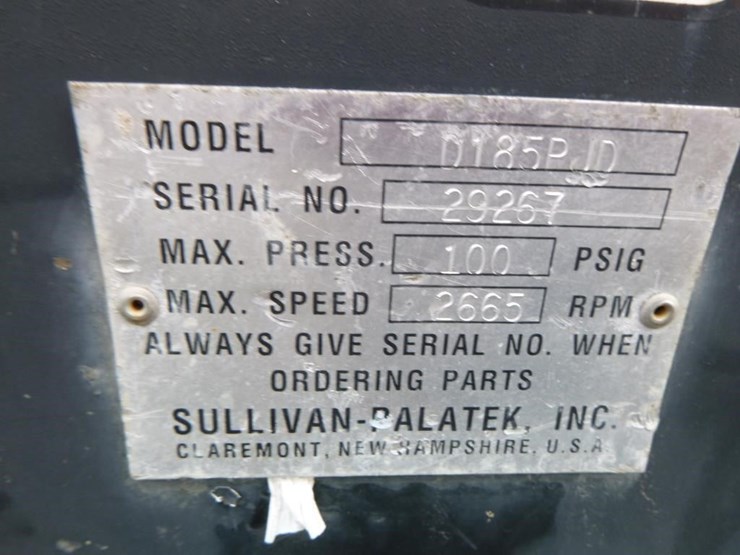 MODEL D185PJD
SERIAL NO. 29267
MAX. PRESS. 100 PSIG
MAX. SPEED 2665 RPM
ALWAYS GIVE SERIAL NO. WHEN
ORDERING PARTS
SULLIVAN-PALATEK, INC.
CLAREMONT, NEW HAMPSHIRE, U.S.A.